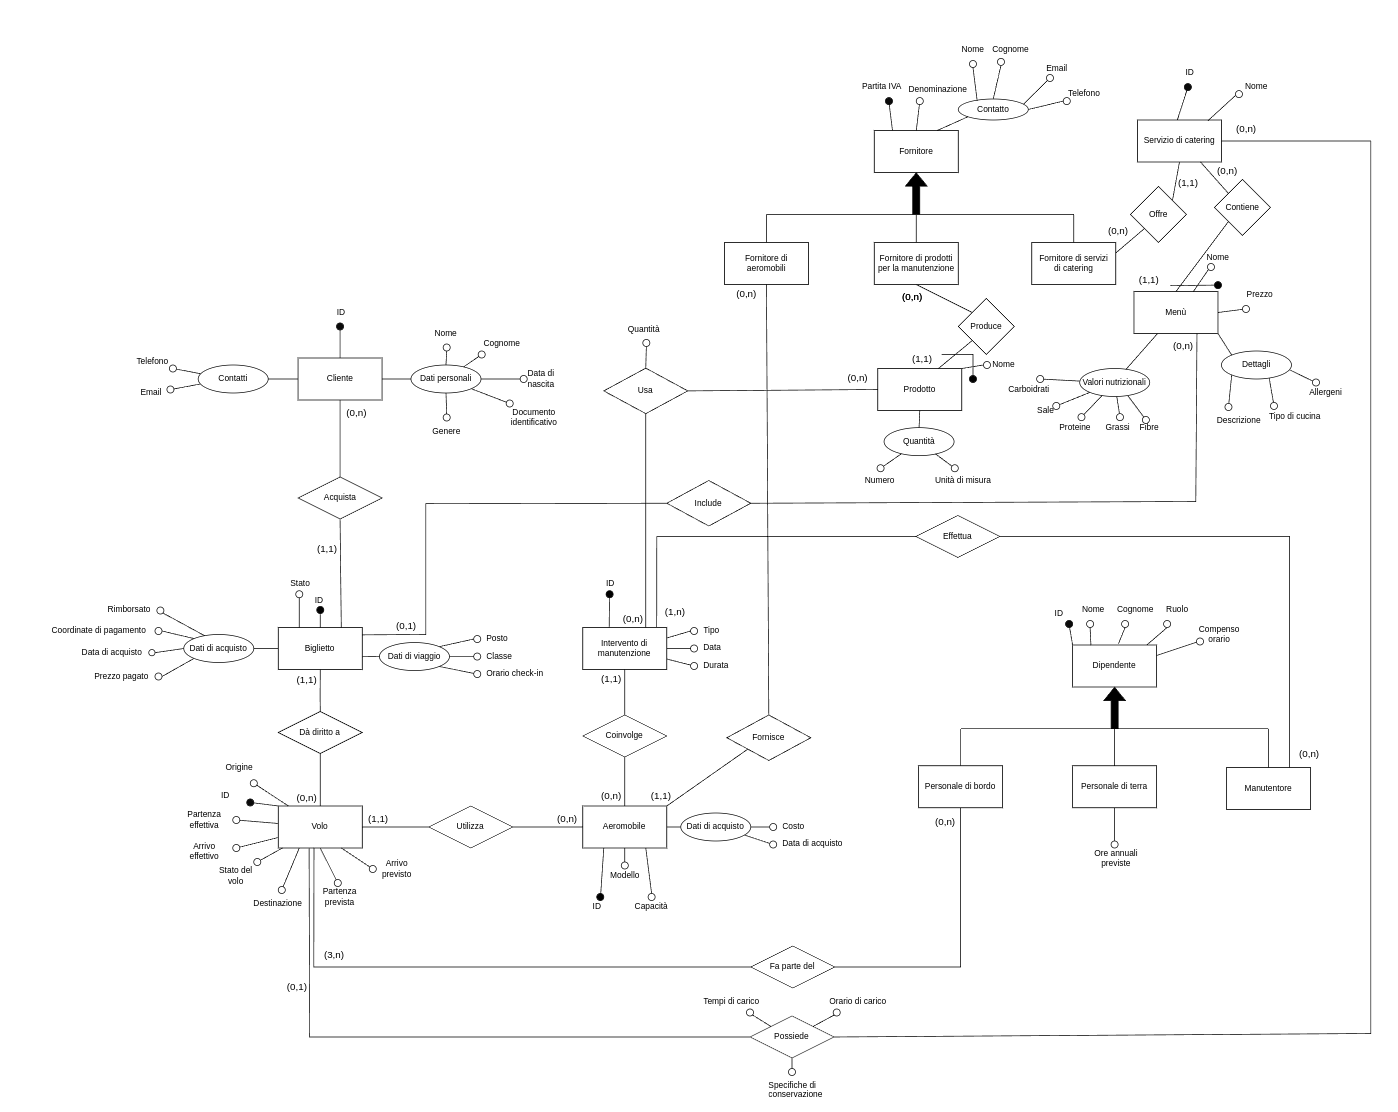 Nome
Cognome
Email
Telefono
Partita IVA
Denominazione
Contatto
Fornitore
ID
Nome
(0,n)
Servizio di catering
(1,1)
(0,n)
Offre
Contiene
(0,n)
Fornitore di
aeromobili
Fornitore di prodotti
per la manutenzione
Fornitore di servizi
di catering
(0,n)
(0,n)
Nome
(1,1)
Prezzo
Menù
(0,n)
Produce
(1,1)
Nome
ID
Nome
Cognome
Telefono
Contatti
Cliente
Dati personali
Data di
nascita
Email
(0,n)
Genere
Documento
identificativo
Quantità
Usa
(0,n)
Prodotto
Quantità
Numero
Unità di misura
Carboidrati
Valori nutrizionali
Sale
Proteine
Grassi
Fibre
Dettagli
Allergeni
Descrizione
Tipo di cucina
Acquista
Include
Effettua
(1,1)
Stato
ID
Rimborsato
Coordinate di pagamento
Data di acquisto
Prezzo pagato
Dati di acquisto
Biglietto
(0,1)
Dati di viaggio
Posto
Classe
Orario check-in
(1,1)
ID
(0,n)
(1,n)
Intervento di
manutenzione
Tipo
Data
Durata
(1,1)
ID
Nome
Cognome
Ruolo
Compenso
orario
Dipendente
Dà diritto a
Coinvolge
Fornisce
(0,n)
Personale di bordo
Personale di terra
Manutentore
(0,n)
Ore annuali
previste
Origine
ID
(0,n)
Partenza
effettiva
Volo
(1,1)
Utilizza
(0,n)
(0,n)
(1,1)
Aeromobile
Dati di acquisto
Costo
Data di acquisto
Arrivo
effettivo
Stato del
volo
Destinazione
Partenza
prevista
Arrivo
previsto
Modello
ID
Capacità
(3,n)
Fa parte del
(0,1)
Tempi di carico
Orario di carico
Possiede
Specifiche di
conservazione